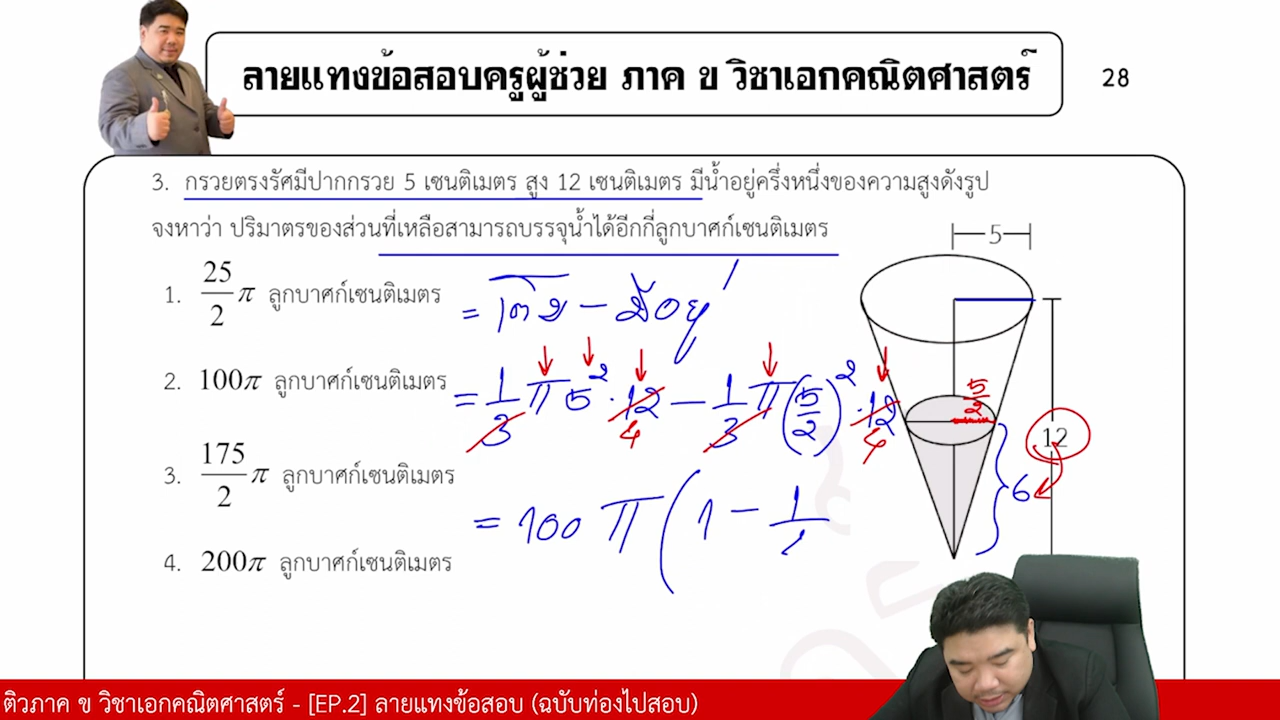 ลายแทงข้อสอบครูผู้ช่วย ภาค ข วิชาเอกคณิตศาสตร์ 28
3. กรวยตรงรัศมีปากกรวย 5 เซนติเมตร สูง 12 เซนติเมตร มีน้ำอยู่ครึ่งหนึ่งของความสูงดังรูป
จงหาว่า ปริมาตรของส่วนที่เหลือสามารถบรรจุน้ำได้อีกกี่ลูกบาศก์เซนติเมตร
5
1. 25/2 π ลูกบาศก์เซนติเมตร
= เต็ม - มีอยู่
2. 100π ลูกบาศก์เซนติเมตร
= 1/3 π 5² · 12 - 1/3 π (5/2)² · 12
4 4
5/2
12
6
3. 175/2 π ลูกบาศก์เซนติเมตร
= 100 π ( 1 - 1/
4. 200π ลูกบาศก์เซนติเมตร
ติวภาค ข วิชาเอกคณิตศาสตร์ - [EP.2] ลายแทงข้อสอบ (ฉบับท่องไปสอบ)